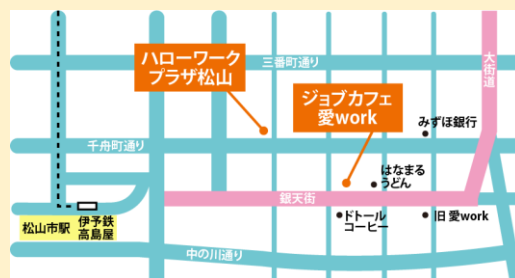 ハローワーク
プラザ松山
三番町通り
大街道
ジョブカフェ
愛work
みずほ銀行
千舟町通り
はなまる
うどん
銀天街
松山市駅
伊予鉄
高島屋
ドトール
コーヒー
旧 愛work
中の川通り